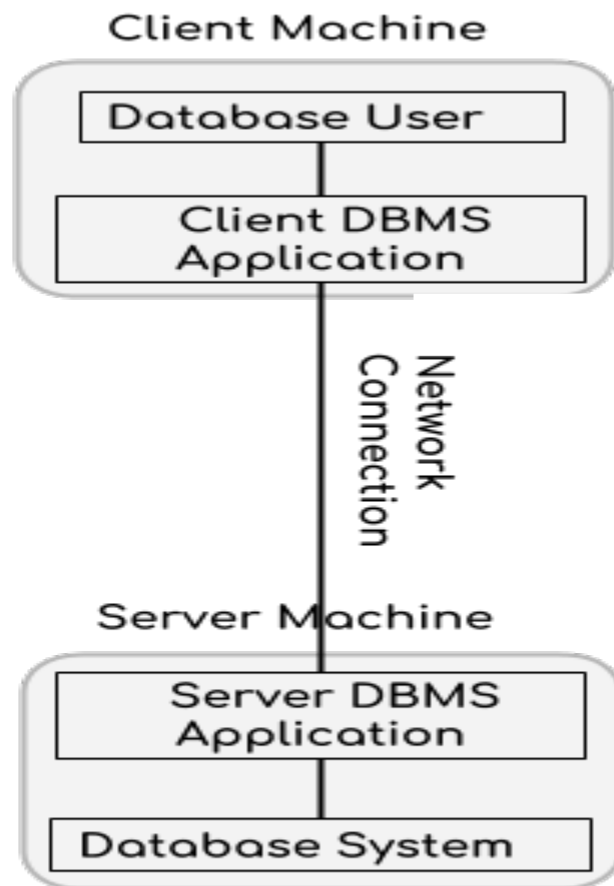 Client Machine
Database User
Client DBMS
Application
Network
Connection
Server Machine
Server DBMS
Application
Database System